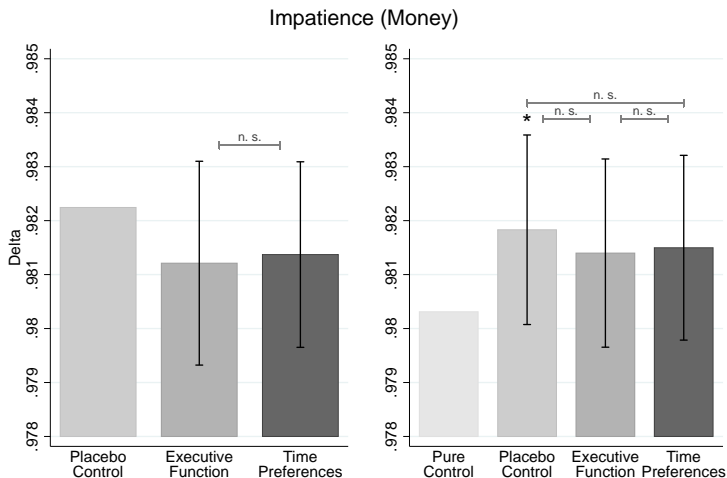 Impatience (Money)
Delta
.985
.984
.983
.982
.981
.98
.979
.978
n. s.
Placebo
Control
Executive
Function
Time
Preferences
.985
.984
.983
.982
.981
.98
.979
.978
n. s.
*
n. s.
n. s.
Pure
Control
Placebo
Control
Executive
Function
Time
Preferences